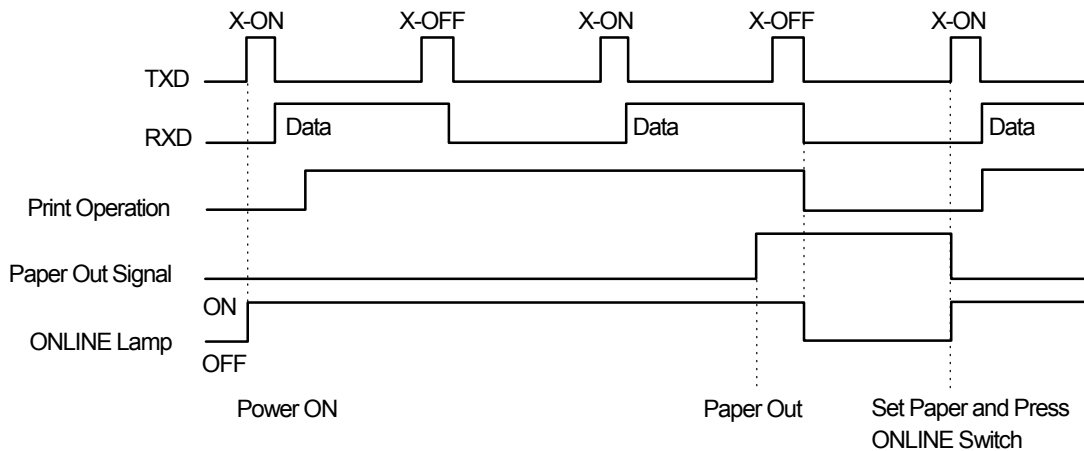 X-ON X-OFF X-ON X-OFF X-ON
TXD
RXD Data Data Data
Print Operation
Paper Out Signal
ON
ONLINE Lamp
OFF
Power ON Paper Out Set Paper and Press
ONLINE Switch